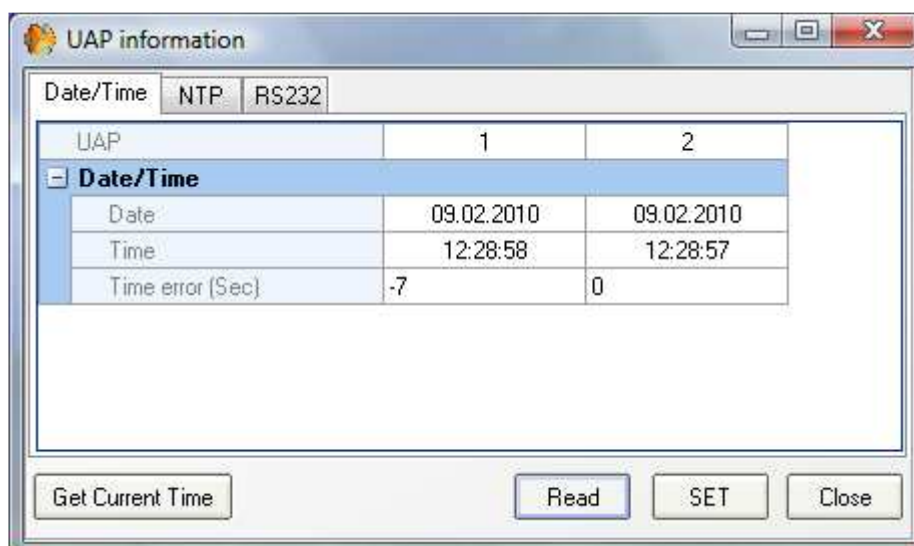 UAP information
Date/Time NTP RS232
UAP 1 2
Date/Time
Date 09.02.2010 09.02.2010
Time 12:28:58 12:28:57
Time error (Sec) -7 0
Get Current Time Read SET Close